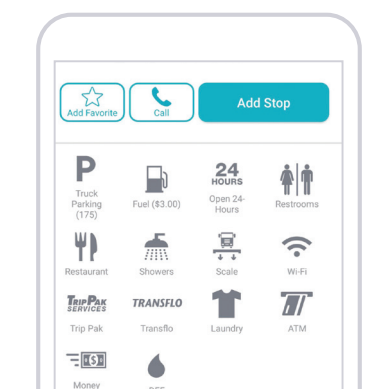 Add Favorite
Call
Add Stop
P
24
HOURS
Truck
Parking
(175)
Fuel ($3.00)
Open 24-
Hours
Restrooms
Restaurant
Showers
Scale
Wi-Fi
TRIPPAK
SERVICES
TRANSFLO
Trip Pak
Transflo
Laundry
ATM
$
Money